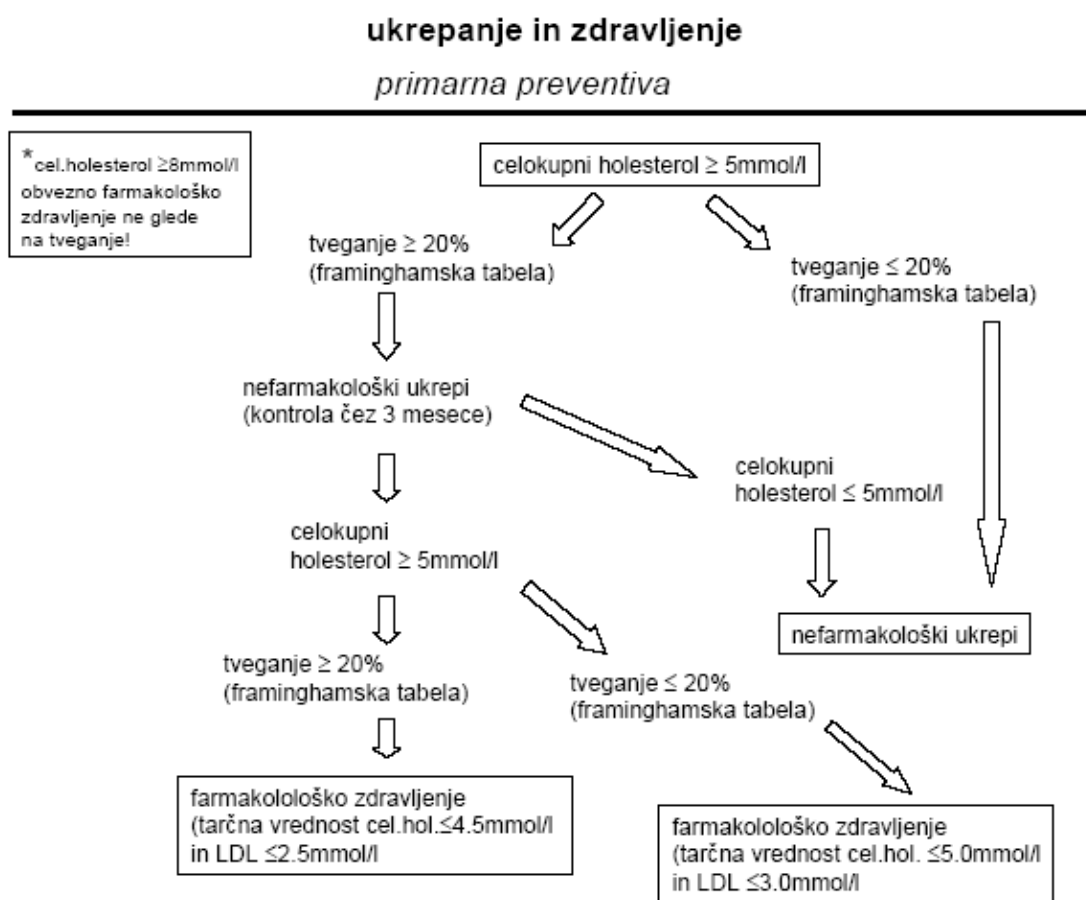 ukrepanje in zdravljenje
primarna preventiva
*cel.holesterol ≥8mmol/l
obvezno farmakološko
zdravljenje ne glede
na tveganje!
celokupni holesterol ≥ 5mmol/l
tveganje ≥ 20%
(framinghamska tabela)
tveganje ≤ 20%
(framinghamska tabela)
nefarmakološki ukrepi
(kontrola čez 3 mesece)
celokupni
holesterol ≤ 5mmol/l
celokupni
holesterol ≥ 5mmol/l
nefarmakološki ukrepi
tveganje ≥ 20%
(framinghamska tabela)
tveganje ≤ 20%
(framinghamska tabela)
farmakolološko zdravljenje
(tarčna vrednost cel.hol.≤4.5mmol/l
in LDL ≤2.5mmol/l
farmakolološko zdravljenje
(tarčna vrednost cel.hol. ≤5.0mmol/l
in LDL ≤3.0mmol/l